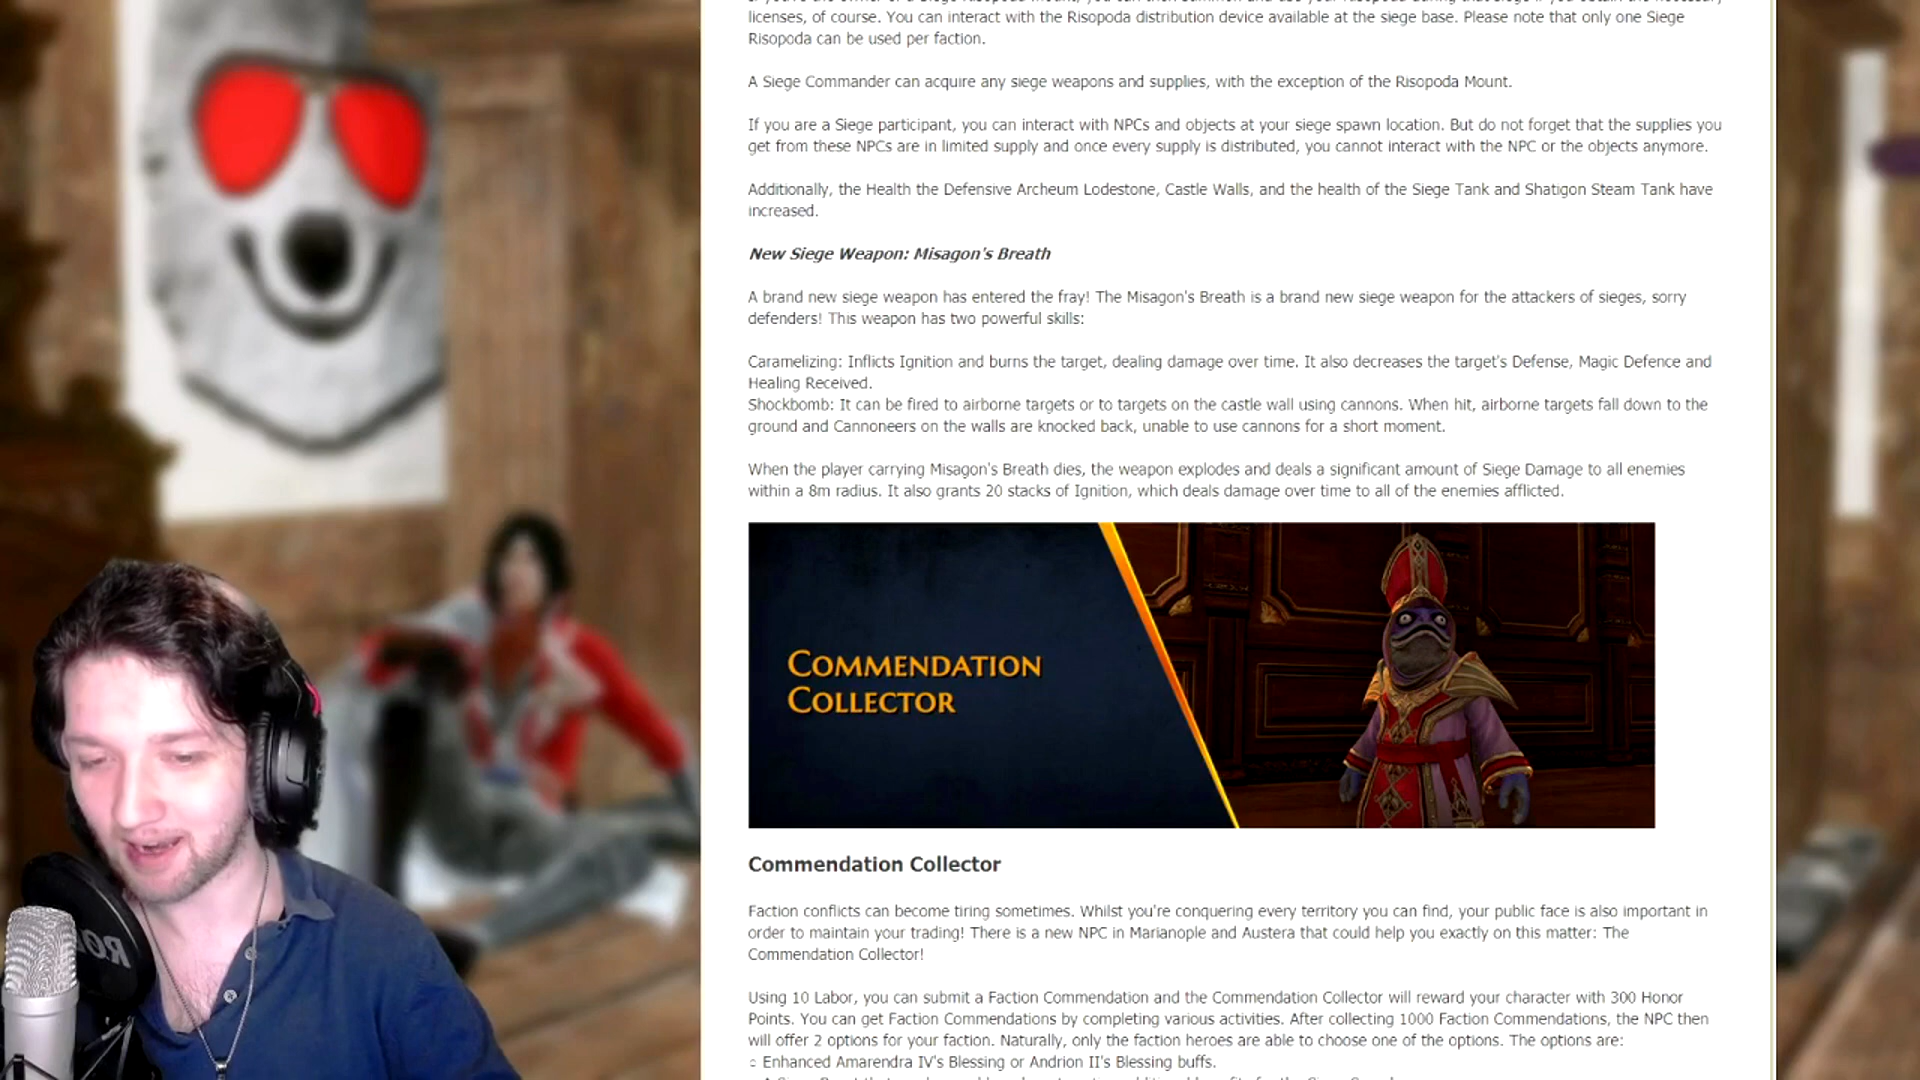 licenses, of course. You can interact with the Risopoda distribution device available at the siege base. Please note that only one Siege
Risopoda can be used per faction.
A Siege Commander can acquire any siege weapons and supplies, with the exception of the Risopoda Mount.
If you are a Siege participant, you can interact with NPCs and objects at your siege spawn location. But do not forget that the supplies you
get from these NPCs are in limited supply and once every supply is distributed, you cannot interact with the NPC or the objects anymore.
Additionally, the Health the Defensive Archeum Lodestone, Castle Walls, and the health of the Siege Tank and Shatigon Steam Tank have
increased.
New Siege Weapon: Misagon's Breath
A brand new siege weapon has entered the fray! The Misagon's Breath is a brand new siege weapon for the attackers of sieges, sorry
defenders! This weapon has two powerful skills:
Caramelizing: Inflicts Ignition and burns the target, dealing damage over time. It also decreases the target's Defense, Magic Defence and
Healing Received.
Shockbomb: It can be fired to airborne targets or to targets on the castle wall using cannons. When hit, airborne targets fall down to the
ground and Cannoneers on the walls are knocked back, unable to use cannons for a short moment.
When the player carrying Misagon's Breath dies, the weapon explodes and deals a significant amount of Siege Damage to all enemies
within a 8m radius. It also grants 20 stacks of Ignition, which deals damage over time to all of the enemies afflicted.
COMMENDATION
COLLECTOR
Commendation Collector
Faction conflicts can become tiring sometimes. Whilst you're conquering every territory you can find, your public face is also important in
order to maintain your trading! There is a new NPC in Marianople and Austera that could help you exactly on this matter: The
Commendation Collector!
Using 10 Labor, you can submit a Faction Commendation and the Commendation Collector will reward your character with 300 Honor
Points. You can get Faction Commendations by completing various activities. After collecting 1000 Faction Commendations, the NPC then
will offer 2 options for your faction. Naturally, only the faction heroes are able to choose one of the options. The options are:
Enhanced Amarendra IV's Blessing or Andrion II's Blessing buffs.